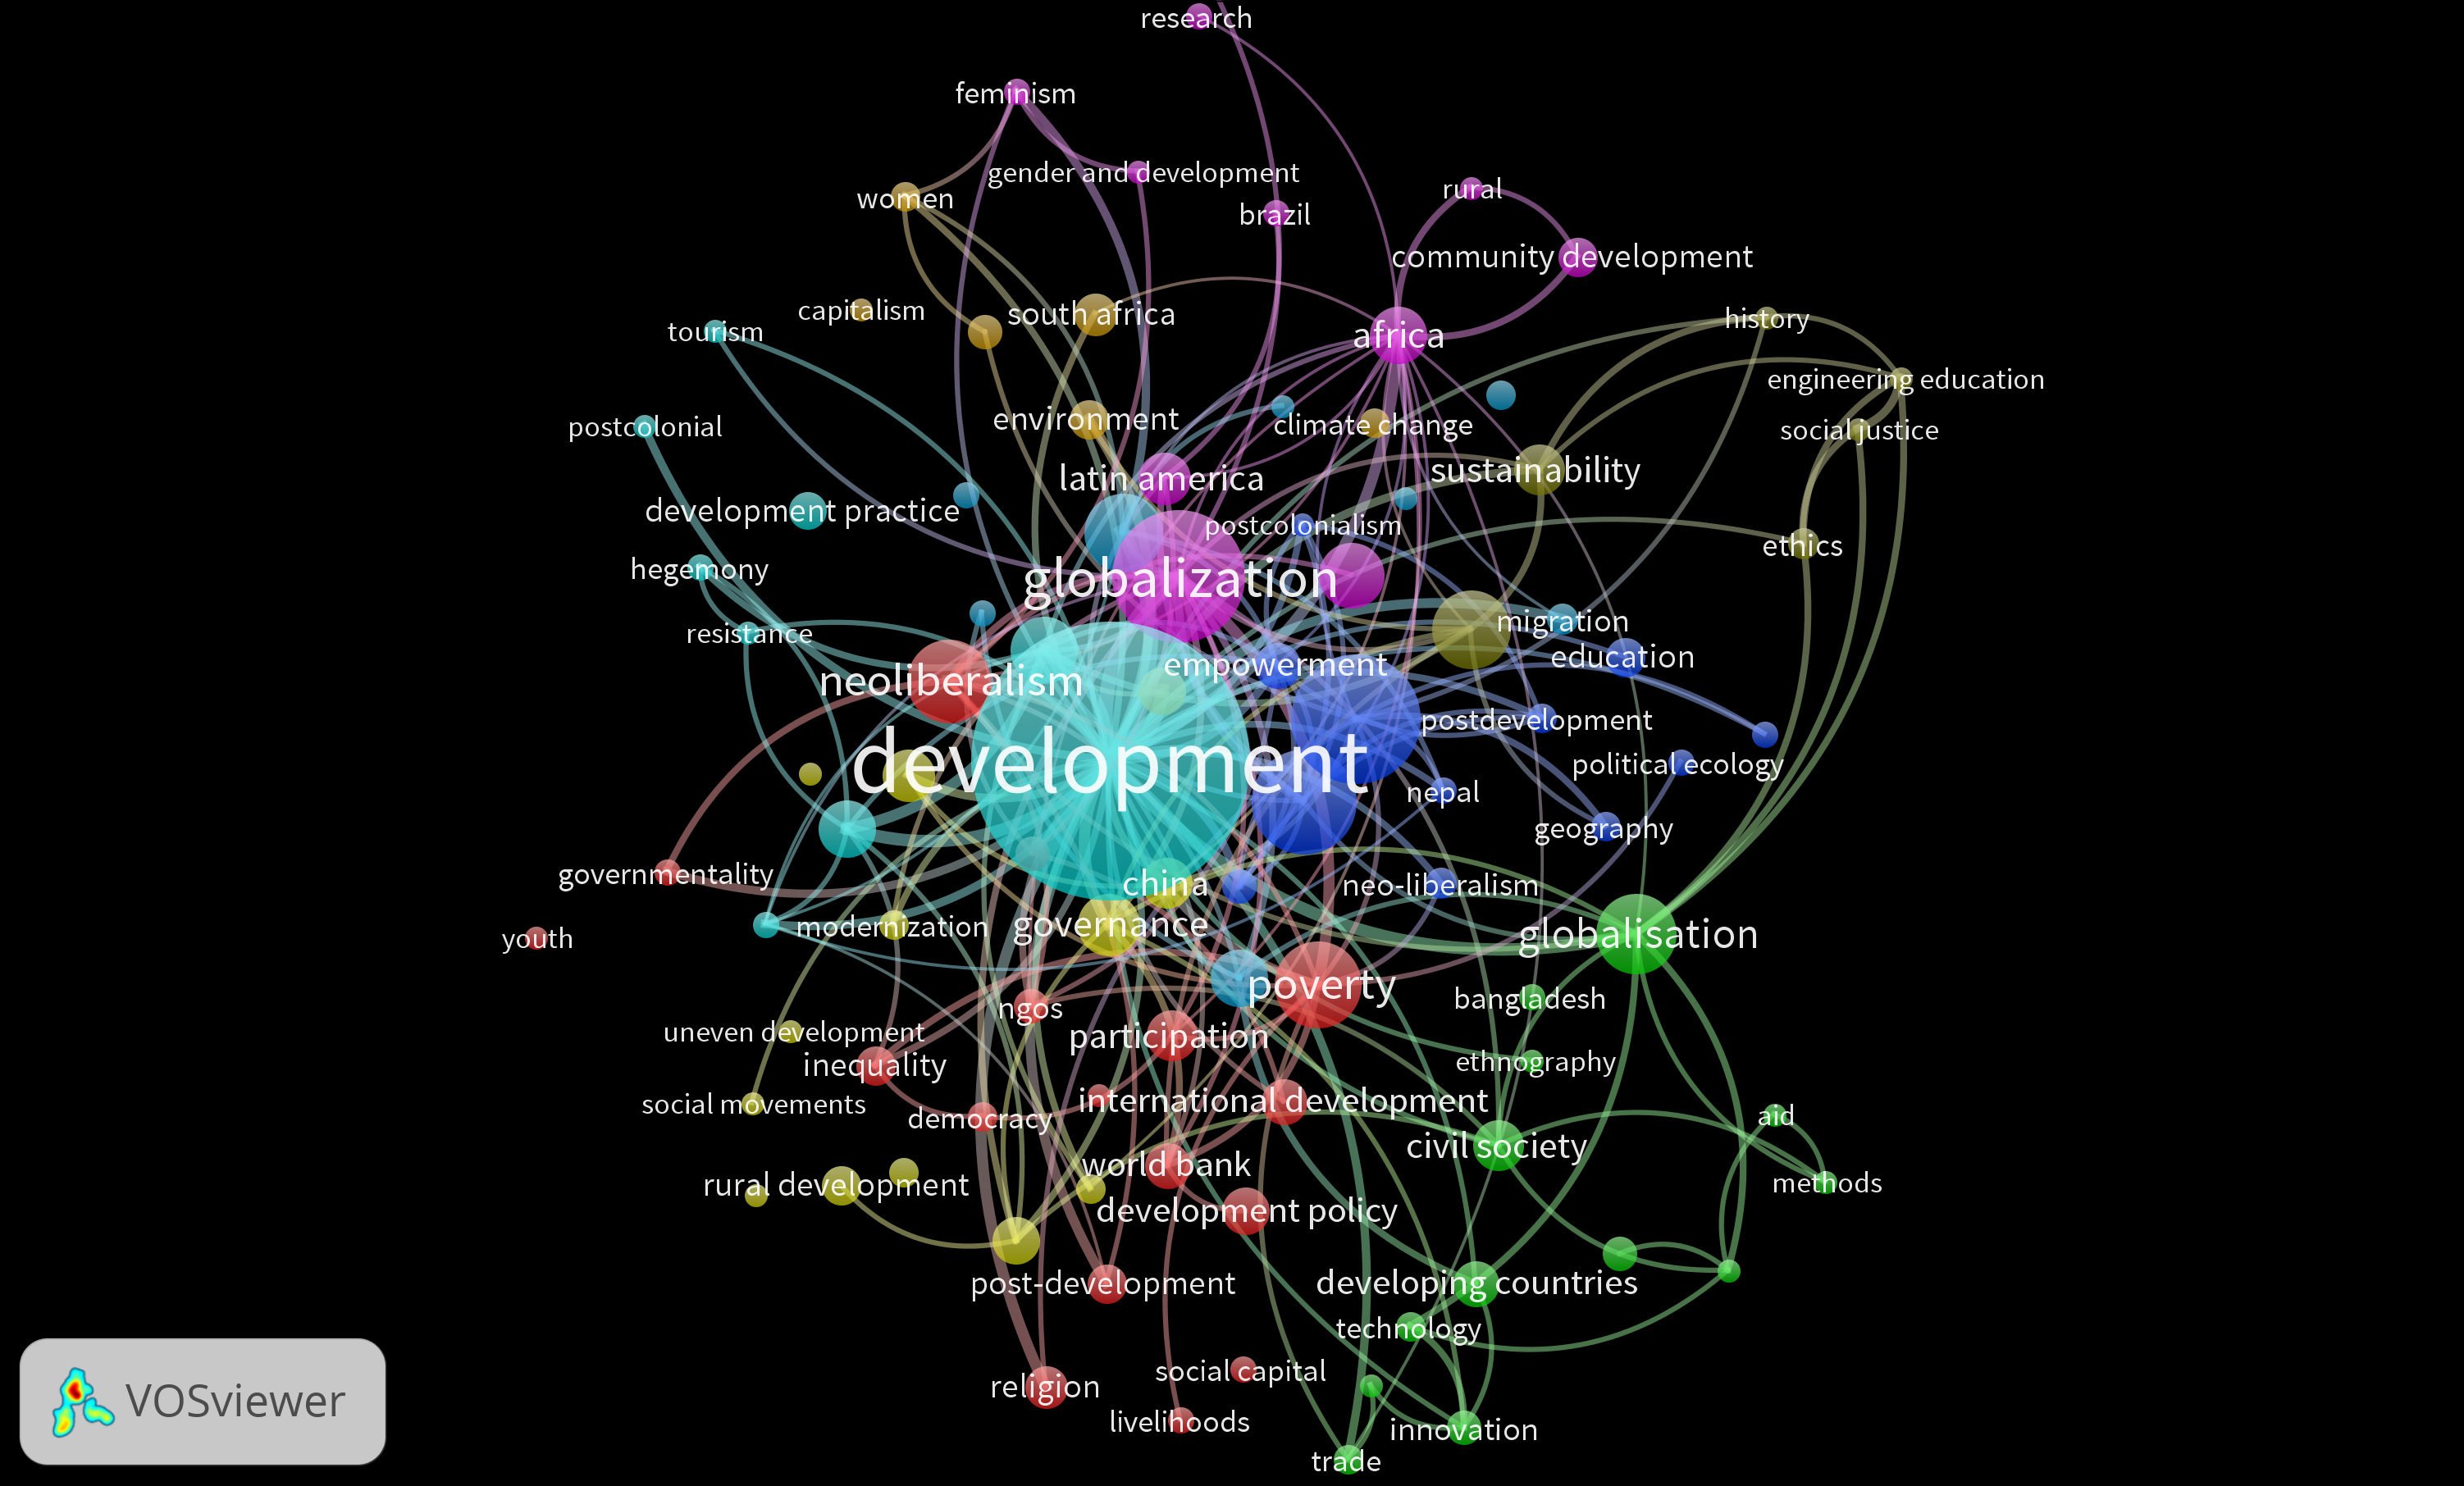 research
feminism
gender and development
women
rural
brazil
community development
capitalism
south africa
history
tourism
africa
engineering education
environment
climate change
postcolonial
social justice
latin america
sustainability
development practice
postcolonialism
ethics
hegemony
globalization
migration
resistance
empowerment
education
neoliberalism
postdevelopment
development
political ecology
nepal
geography
governmentality
china
neo-liberalism
modernization
governance
youth
globalisation
poverty
bangladesh
ngos
uneven development
participation
ethnography
inequality
international development
social movements
democracy
aid
civil society
world bank
rural development
methods
development policy
post-development
developing countries
technology
social capital
religion
VOSviewer
livelihoods
innovation
trade